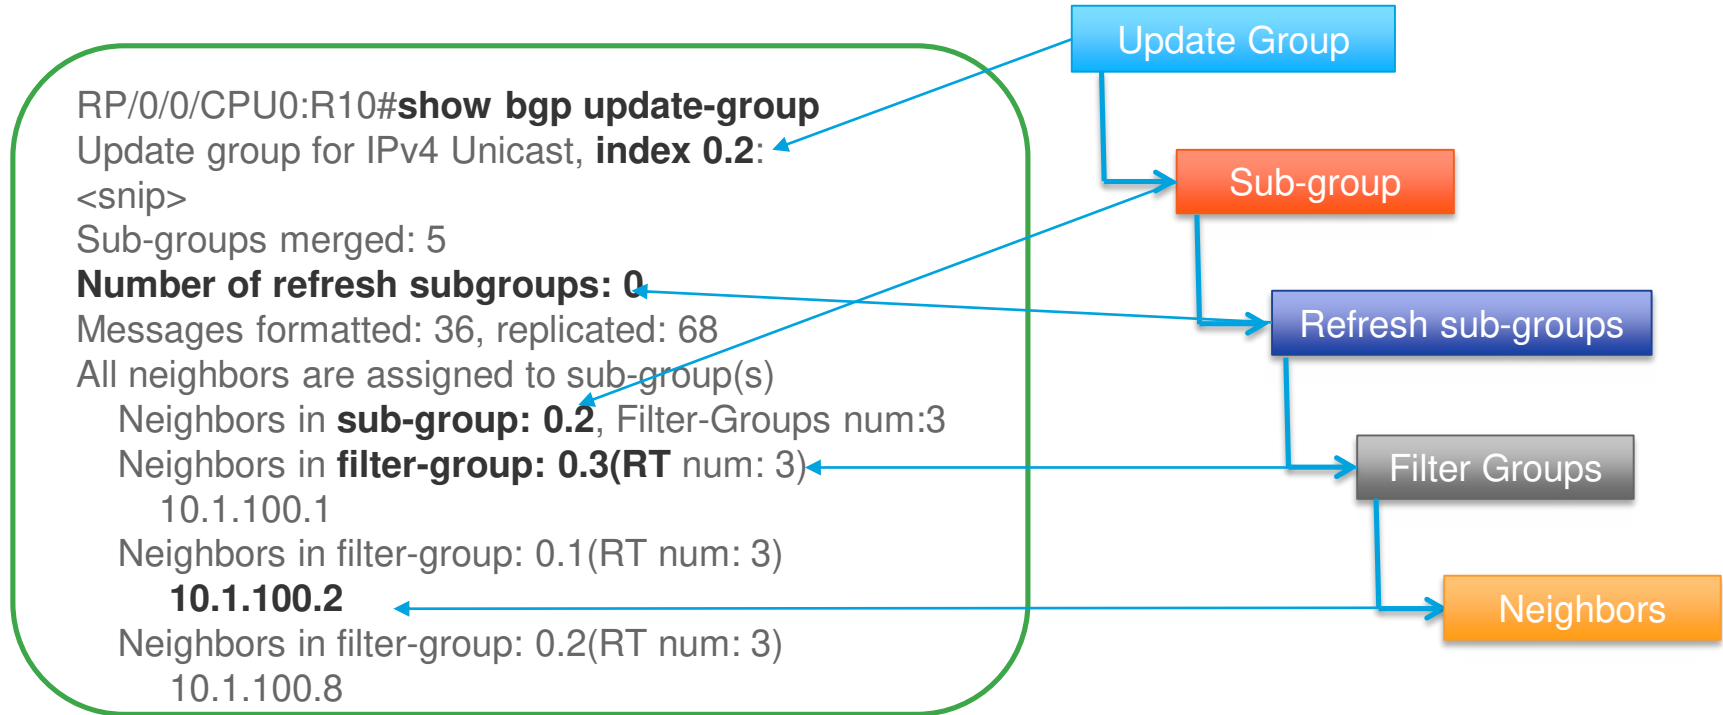 RP/0/0/CPU0:R10#show bgp update-group
Update group for IPv4 Unicast, index 0.2:
<snip>
Sub-groups merged: 5
Number of refresh subgroups: 0
Messages formatted: 36, replicated: 68
All neighbors are assigned to sub-group(s)
Neighbors in sub-group: 0.2, Filter-Groups num:3
Neighbors in filter-group: 0.3(RT num: 3)
10.1.100.1
Neighbors in filter-group: 0.1(RT num: 3)
10.1.100.2
Neighbors in filter-group: 0.2(RT num: 3)
10.1.100.8
Update Group
Sub-group
Refresh sub-groups
Filter Groups
Neighbors